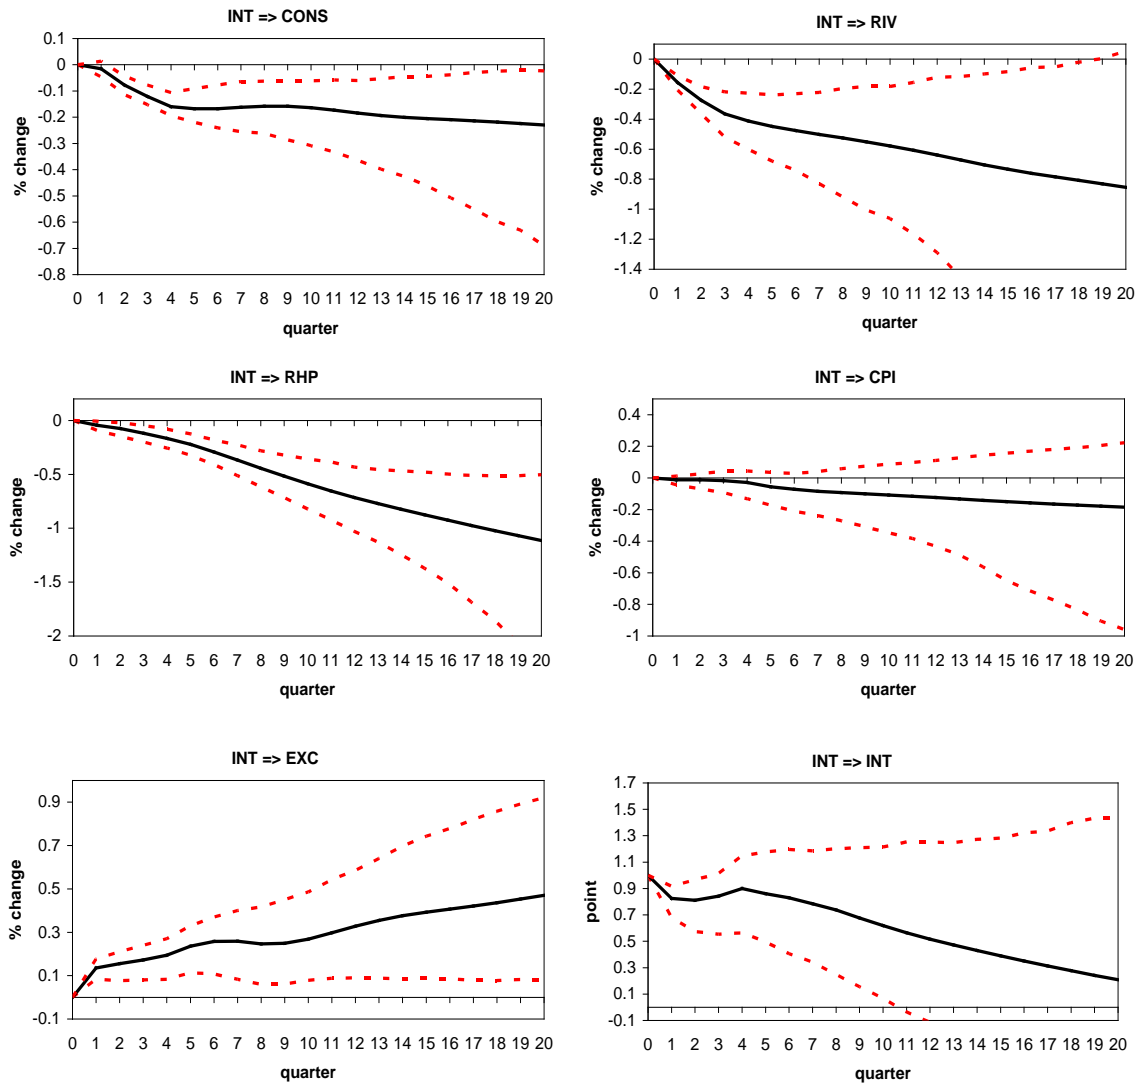 INT => CONS
0.1
0
-0.1
-0.2
-0.3
-0.4
-0.5
-0.6
-0.7
-0.8
% change
0 1 2 3 4 5 6 7 8 9 10 11 12 13 14 15 16 17 18 19 20
quarter
INT => RIV
0
-0.2
-0.4
-0.6
-0.8
-1
-1.2
-1.4
% change
0 1 2 3 4 5 6 7 8 9 10 11 12 13 14 15 16 17 18 19 20
quarter
INT => RHP
0
-0.5
-1
-1.5
-2
% change
0 1 2 3 4 5 6 7 8 9 10 11 12 13 14 15 16 17 18 19 20
quarter
INT => CPI
0.4
0.2
0
-0.2
-0.4
-0.6
-0.8
-1
% change
0 1 2 3 4 5 6 7 8 9 10 11 12 13 14 15 16 17 18 19 20
quarter
INT => EXC
0.9
0.7
0.5
0.3
0.1
-0.1
% change
0 1 2 3 4 5 6 7 8 9 10 11 12 13 14 15 16 17 18 19 20
quarter
INT => INT
1.7
1.5
1.3
1.1
0.9
0.7
0.5
0.3
0.1
-0.1
point
0 1 2 3 4 5 6 7 8 9 10 11 12 13 14 15 16 17 18 19 20
quarter